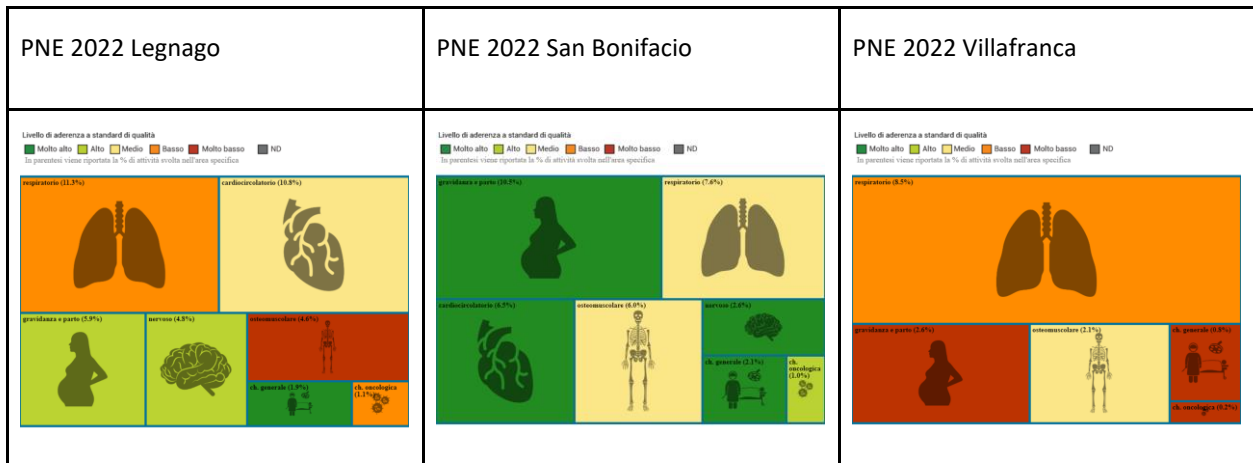 PNE 2022 Legnago
PNE 2022 San Bonifacio
PNE 2022 Villafranca
Livello di aderenza a standard di qualità
Molto alto Alto Medio Basso Molto basso ND
In parentesi viene riportata la % di attività svolta nell'area specifica
respiratorio (11.3%)
cardiocircolatorio (10.8%)
gravidanza e parto (5.9%)
nervoso (4.8%)
osteomuscolare (4.6%)
ch. generale (1.9%)
ch. oncologica
(1.1%)
Livello di aderenza a standard di qualità
Molto alto Alto Medio Basso Molto basso ND
In parentesi viene riportata la % di attività svolta nell'area specifica
gravidanza e parto (10.5%)
respiratorio (7.6%)
cardiocircolatorio (6.5%)
osteomuscolare (6.0%)
nervoso (2.6%)
ch. generale (2.1%)
ch.
oncologica
(1.0%)
Livello di aderenza a standard di qualità
Molto alto Alto Medio Basso Molto basso ND
In parentesi viene riportata la % di attività svolta nell'area specifica
respiratorio (8.5%)
gravidanza e parto (2.6%)
osteomuscolare (2.1%)
ch. generale (0.8%)
ch. oncologica (0.2%)